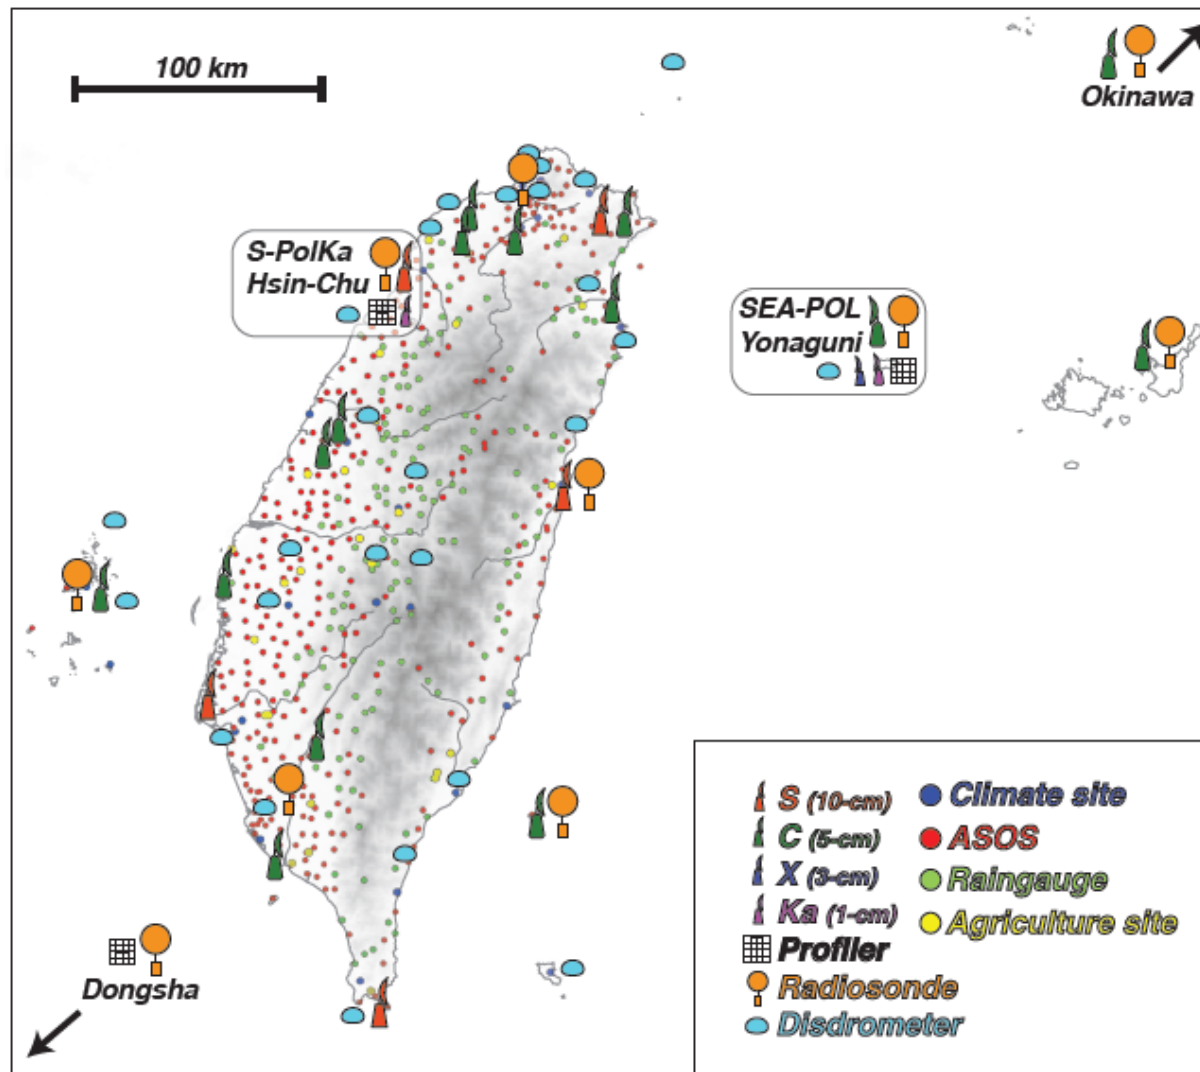 100 km
Okinawa
S-PolKa
Hsin-Chu
SEA-POL
Yonaguni
Dongsha
S (10-cm)
C (5-cm)
X (3-cm)
Ka (1-cm)
Profiler
Radiosonde
Disdrometer
Climate site
ASOS
Raingauge
Agriculture site